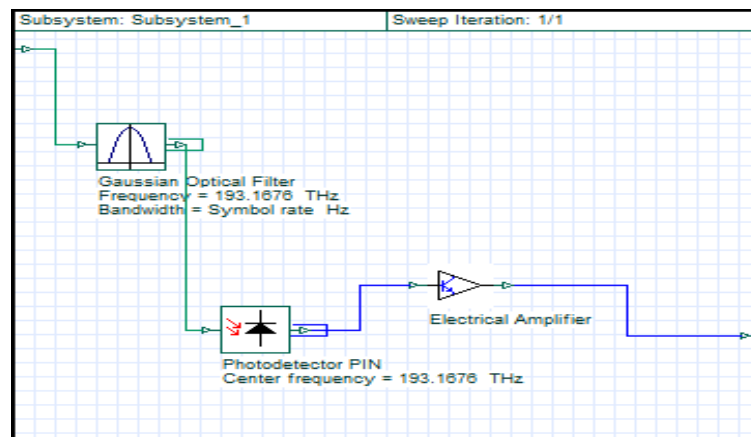 Subsystem: Subsystem_1
Sweep Iteration: 1/1
Gaussian Optical Filter
Frequency = 193.1676 THz
Bandwidth = Symbol rate Hz
Electrical Amplifier
Photodetector PIN
Center frequency = 193.1676 THz